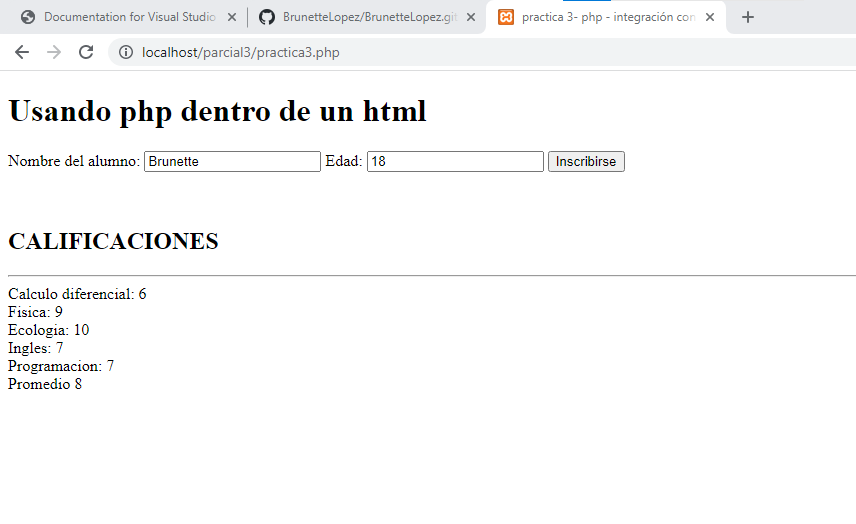 Documentation for Visual Studio
BrunetteLopez/BrunetteLopez.git
practica 3- php - integración con
localhost/parcial3/practica3.php
Usando php dentro de un html
Nombre del alumno: Brunette Edad: 18 Inscribirse
CALIFICACIONES
Calculo diferencial: 6
Fisica: 9
Ecologia: 10
Ingles: 7
Programacion: 7
Promedio 8